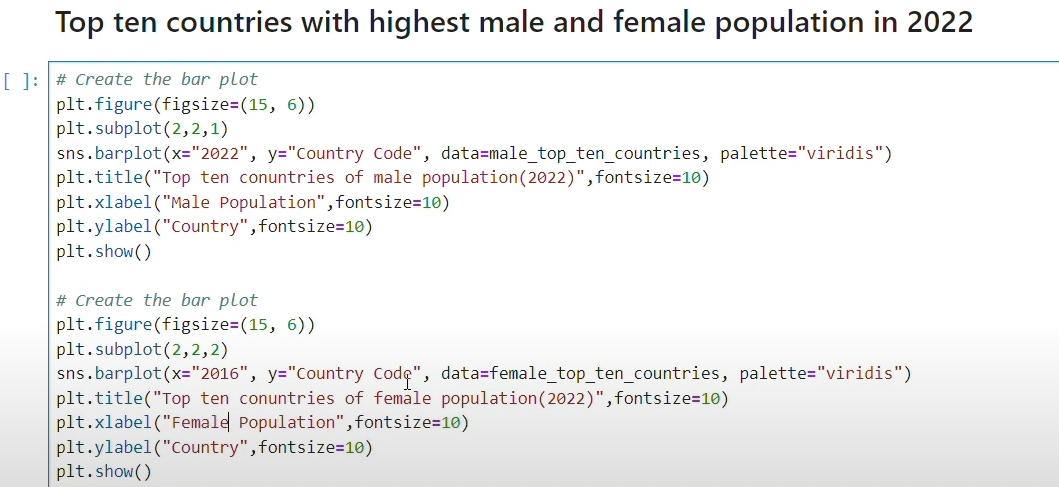 Top ten countries with highest male and female population in 2022
[ ]: # Create the bar plot
plt.figure(figsize=(15, 6))
plt.subplot(2,2,1)
sns.barplot(x="2022", y="Country Code", data=male_top_ten_countries, palette="viridis")
plt.title("Top ten conuntries of male population(2022)",fontsize=10)
plt.xlabel("Male Population",fontsize=10)
plt.ylabel("Country",fontsize=10)
plt.show()
# Create the bar plot
plt.figure(figsize=(15, 6))
plt.subplot(2,2,2)
sns.barplot(x="2016", y="Country Code", data=female_top_ten_countries, palette="viridis")
plt.title("Top ten conuntries of female population(2022)",fontsize=10)
plt.xlabel("Female Population",fontsize=10)
plt.ylabel("Country",fontsize=10)
plt.show()